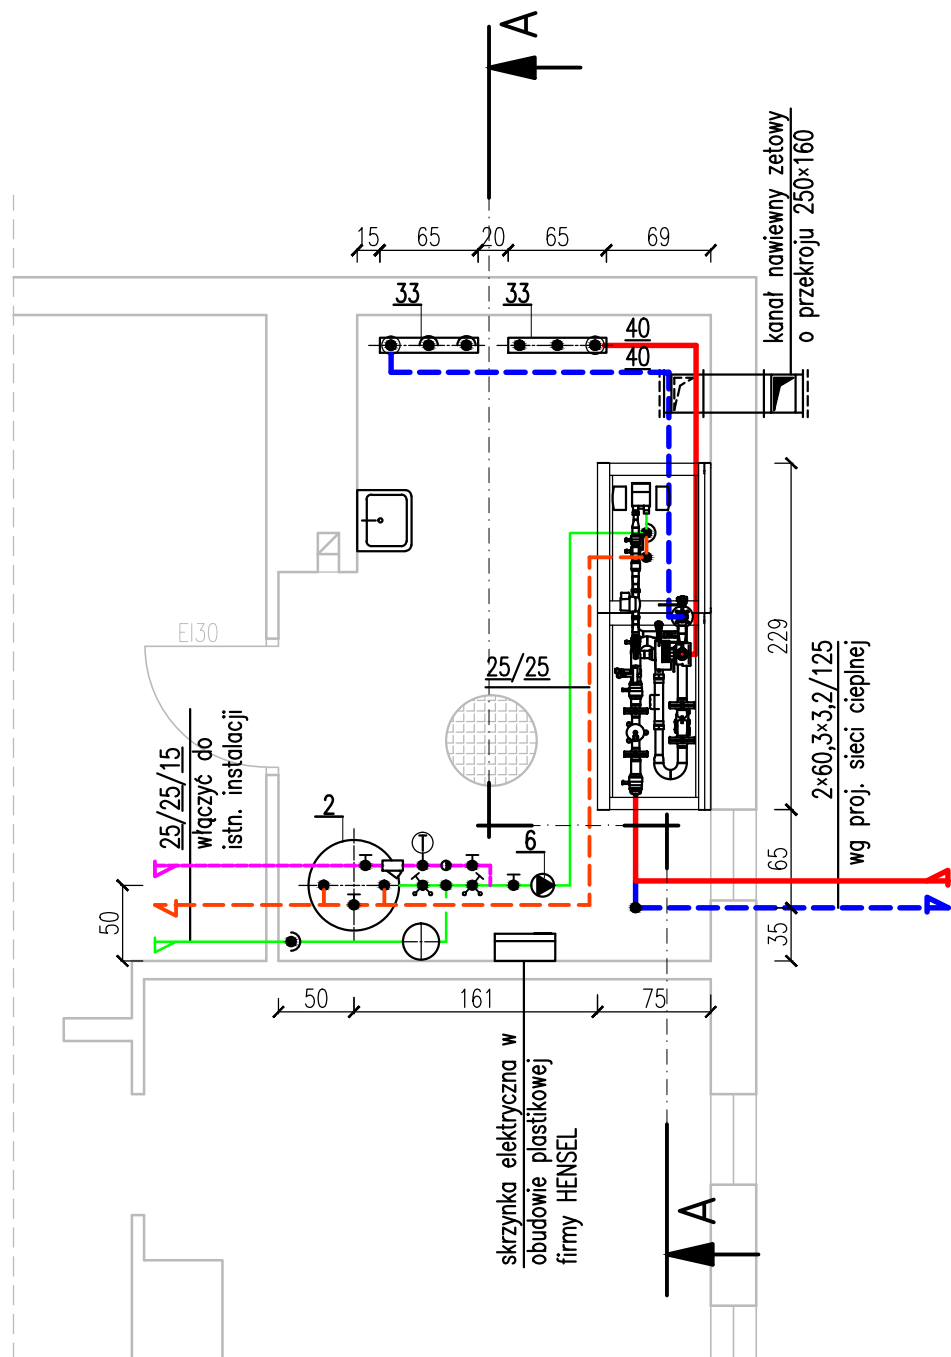 A
kanał nawiewny zetowy
o przekroju 250×160
15
65
20
65
69
33
33
40
40
EI30
25/25
229
25/25/15
włączyć do
istn. instalacji
2
6
2×60,3×3,2/125
wg proj. sieci cieplnej
65
35
50
50
161
75
skrzynka elektryczna w
obudowie plastikowej
firmy HENSEL
A